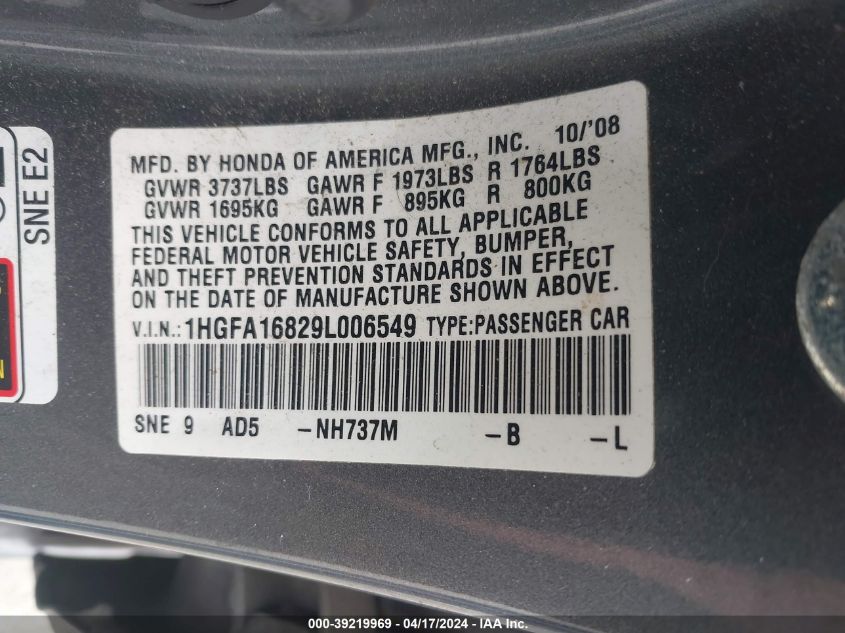 MFD. BY HONDA OF AMERICA MFG., INC. 10/'08
GVWR 3737LBS GAWR F 1973LBS R 1764LBS
GVWR 1695KG GAWR F 895KG R 800KG
THIS VEHICLE CONFORMS TO ALL APPLICABLE
FEDERAL MOTOR VEHICLE SAFETY, BUMPER,
AND THEFT PREVENTION STANDARDS IN EFFECT
ON THE DATE OF MANUFACTURE SHOWN ABOVE.
V.I.N.:1HGFA16829L006549 TYPE:PASSENGER CAR
SNE 9 AD5 -NH737M -B -L
SNE E2
000-39219969 - 04/17/2024 - IAA Inc.